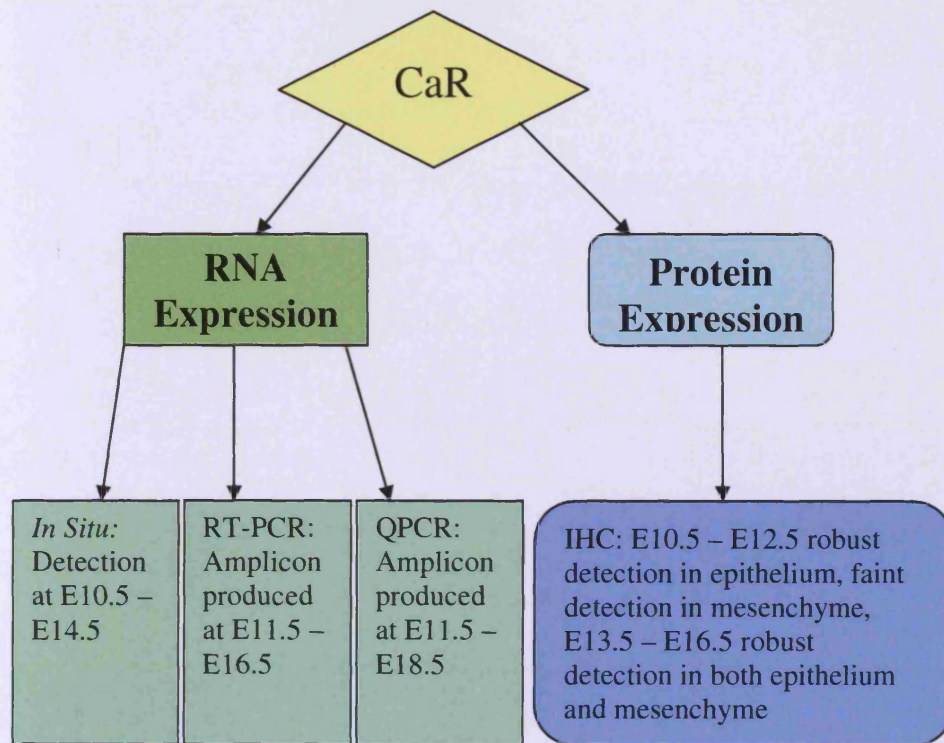 CaR
RNA
Expression
Protein
Expression
In Situ:
Detection
at E10.5 –
E14.5
RT-PCR:
Amplicon
produced
at E11.5 –
E16.5
QPCR:
Amplicon
produced
at E11.5 –
E18.5
IHC: E10.5 – E12.5 robust
detection in epithelium, faint
detection in mesenchyme,
E13.5 – E16.5 robust
detection in both epithelium
and mesenchyme